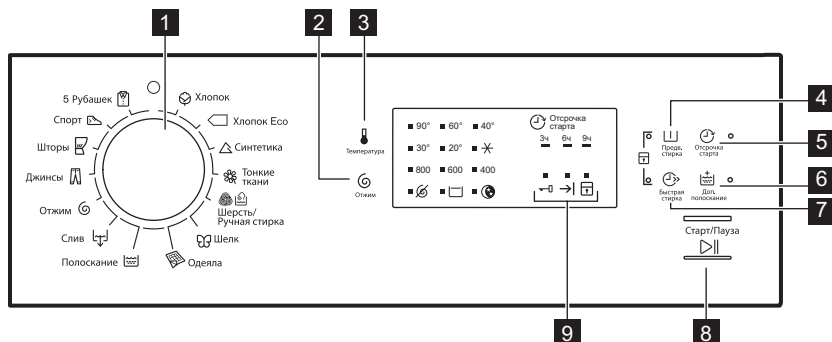 1
2
3
4
5
6
7
8
9
5 Рубашек
Спорт
Шторы
Джинсы
Отжим
Слив
Полоскание
Хлопок
Хлопок Eco
Синтетика
Тонкие
ткани
Шерсть/
Ручная стирка
Шелк
Одеяла
Температура
Отжим
90° 60° 40°
30° 20°
800 600 400
Отсрочка
старта
3ч 6ч 9ч
Предв.
стирка
Отсрочка
старта
Быстрая
стирка
Доп.
полоскание
Старт/Пауза